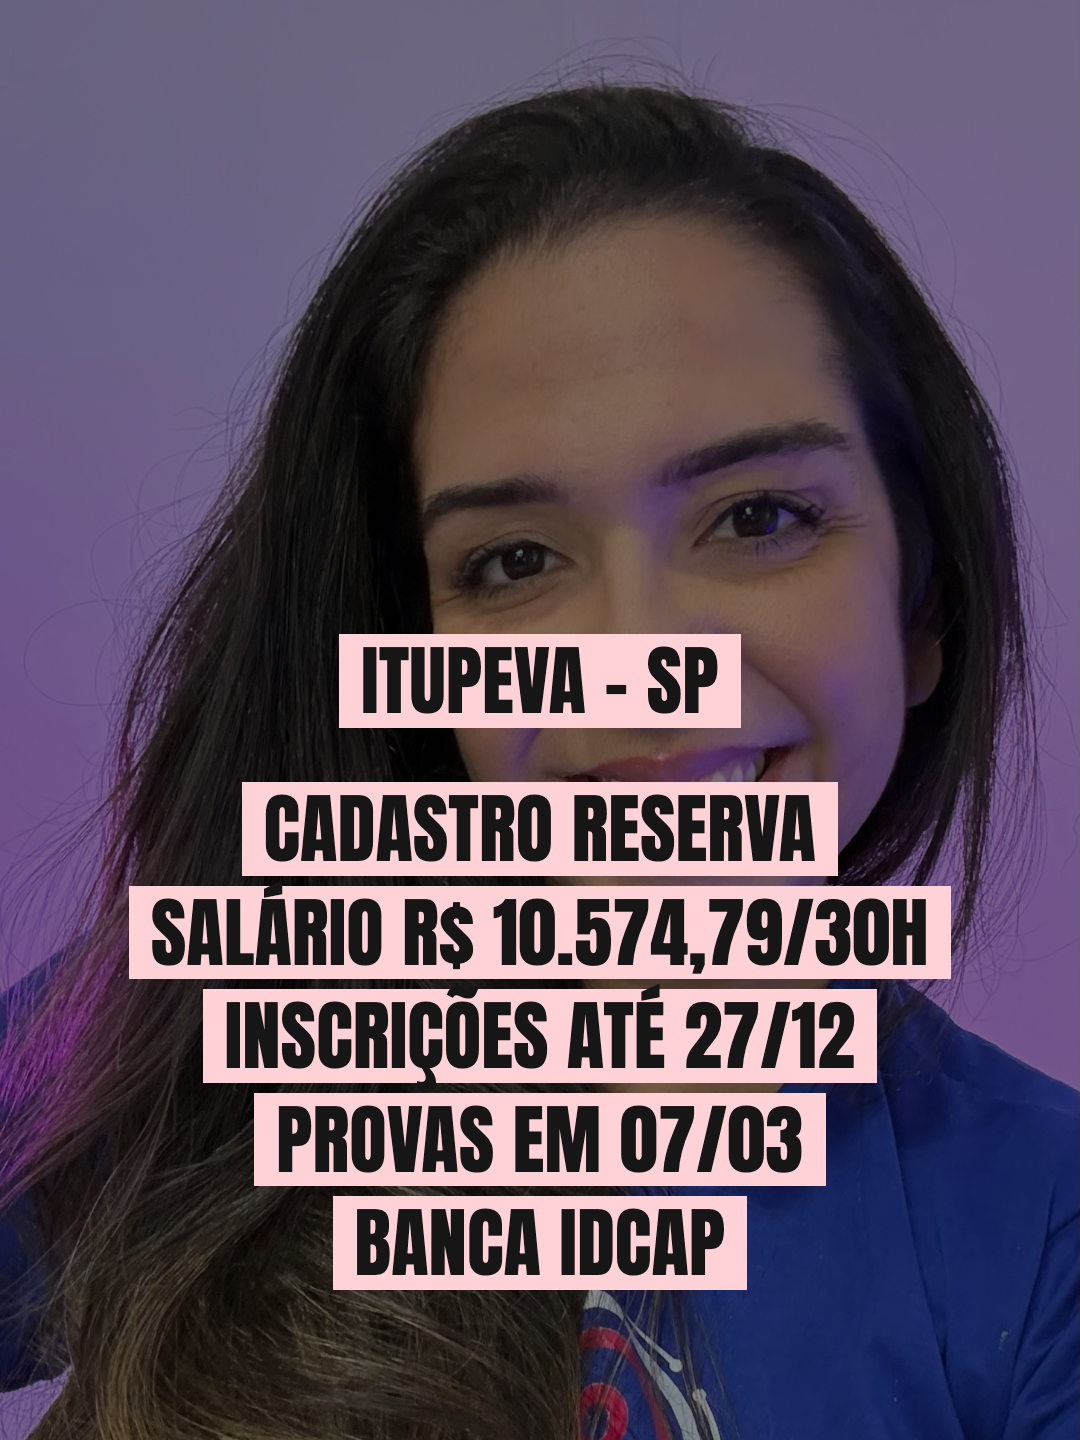 ITUPEVA - SP
CADASTRO RESERVA
SALÁRIO R$ 10.574,79/30H
INSCRIÇÕES ATÉ 27/12
PROVAS EM 07/03
BANCA IDCAP